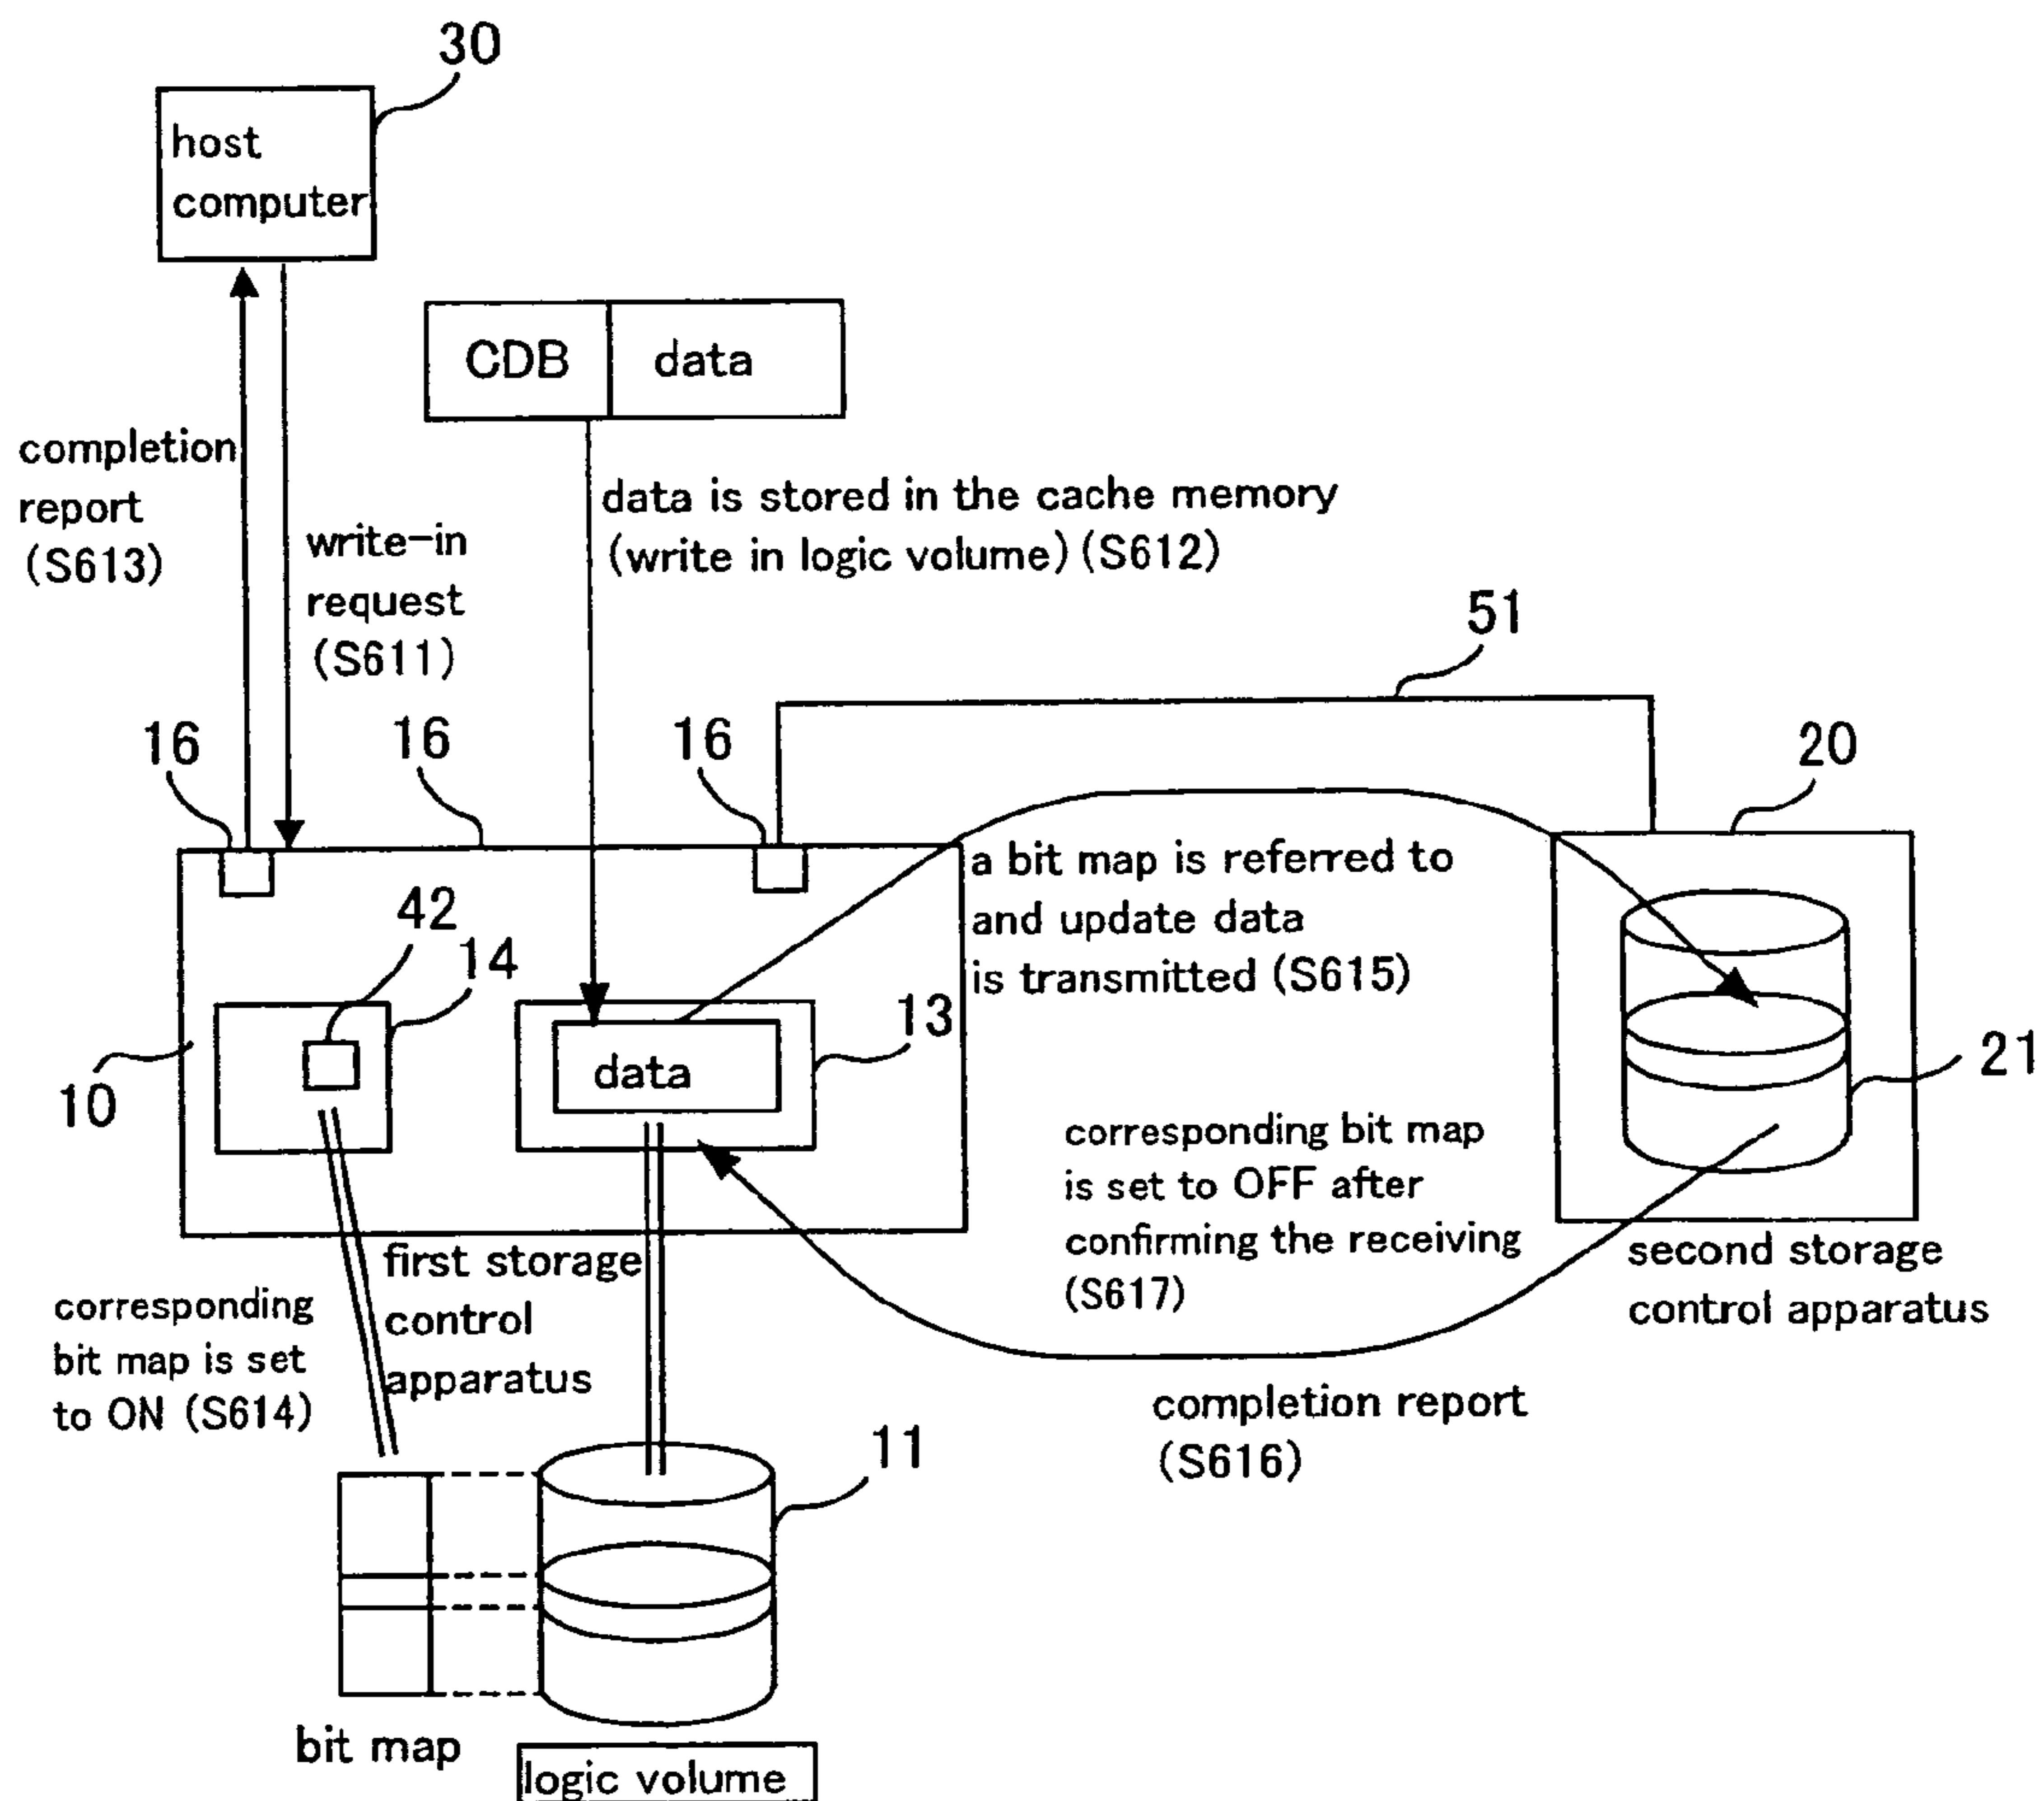 30
host
computer
CDB
data
completion
report
(S613)
write-in
request
(S611)
data is stored in the cache memory
(write in logic volume)(S612)
51
16
16
16
20
a bit map is referred to
and update data
is transmitted (S615)
42
14
13
data
10
21
corresponding bit map
is set to OFF after
confirming the receiving
(S617)
first storage
control
apparatus
second storage
control apparatus
corresponding
bit map is set
to ON (S614)
completion report
(S616)
11
bit map
logic volume